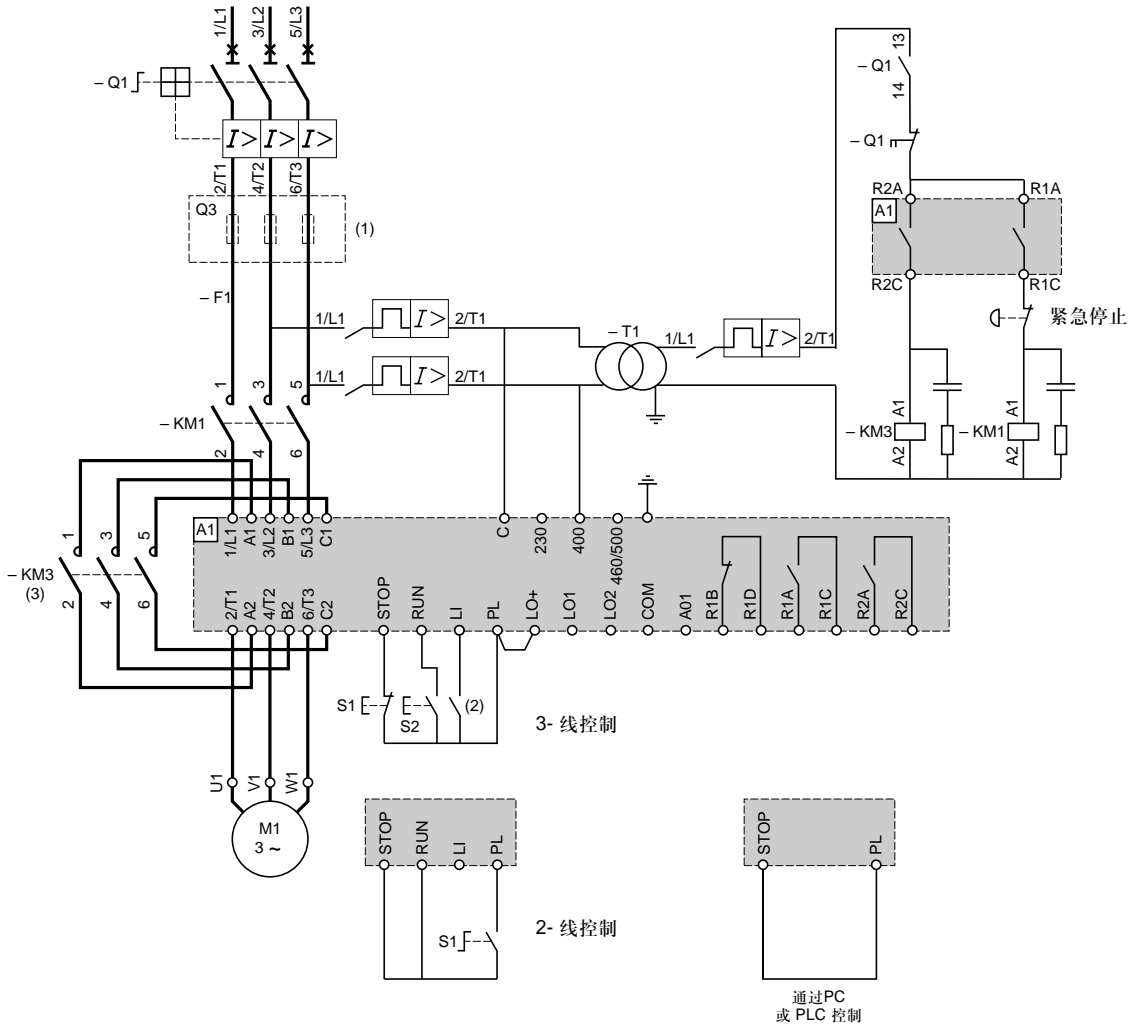 1/L1 3/L2 5/L3
– Q1
I> I> I>
2/T1 4/T2 6/T3
Q3
(1)
– F1
1/L1 I> 2/T1
1/L1 I> 2/T1
– T1
1/L1 I> 2/T1
13
– Q1
14
– Q1
R2A R1A
A1
R2C R1C
紧急停止
A1 A1
– KM3 – KM1
A2 A2
1 3 5
– KM1
2 4 6
A1
1/L1 A1 3/L2 B1 5/L3 C1
C 230 400 460/500
1 3 5
– KM3
(3)
2 4 6
2/T1 A2 4/T2 B2 6/T3 C2
STOP RUN LI PL LO+ LO1 LO2 COM A01 R1B R1D R1A R1C R2A R2C
S1 S2 (2)
3- 线控制
U1 V1 W1
M1
3 ~
STOP RUN LI PL
S1
2- 线控制
STOP PL
通过PC
或 PLC 控制